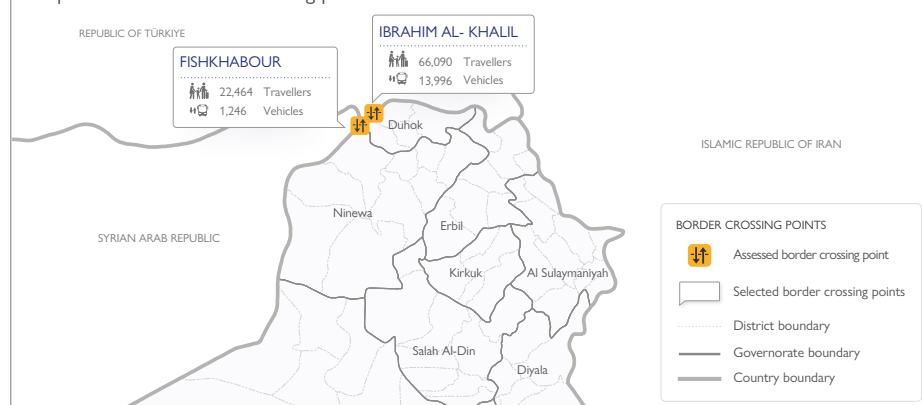 REPUBLIC OF TÜRKIYE
IBRAHIM AL- KHALIL
66,090 Travellers
13,996 Vehicles
FISHKHABOUR
22,464 Travellers
1,246 Vehicles
Duhok
ISLAMIC REPUBLIC OF IRAN
Ninewa
Erbil
SYRIAN ARAB REPUBLIC
Kirkuk
Al Sulaymaniyah
Salah Al-Din
Diyala
BORDER CROSSING POINTS
Assessed border crossing point
Selected border crossing points
District boundary
Governorate boundary
Country boundary